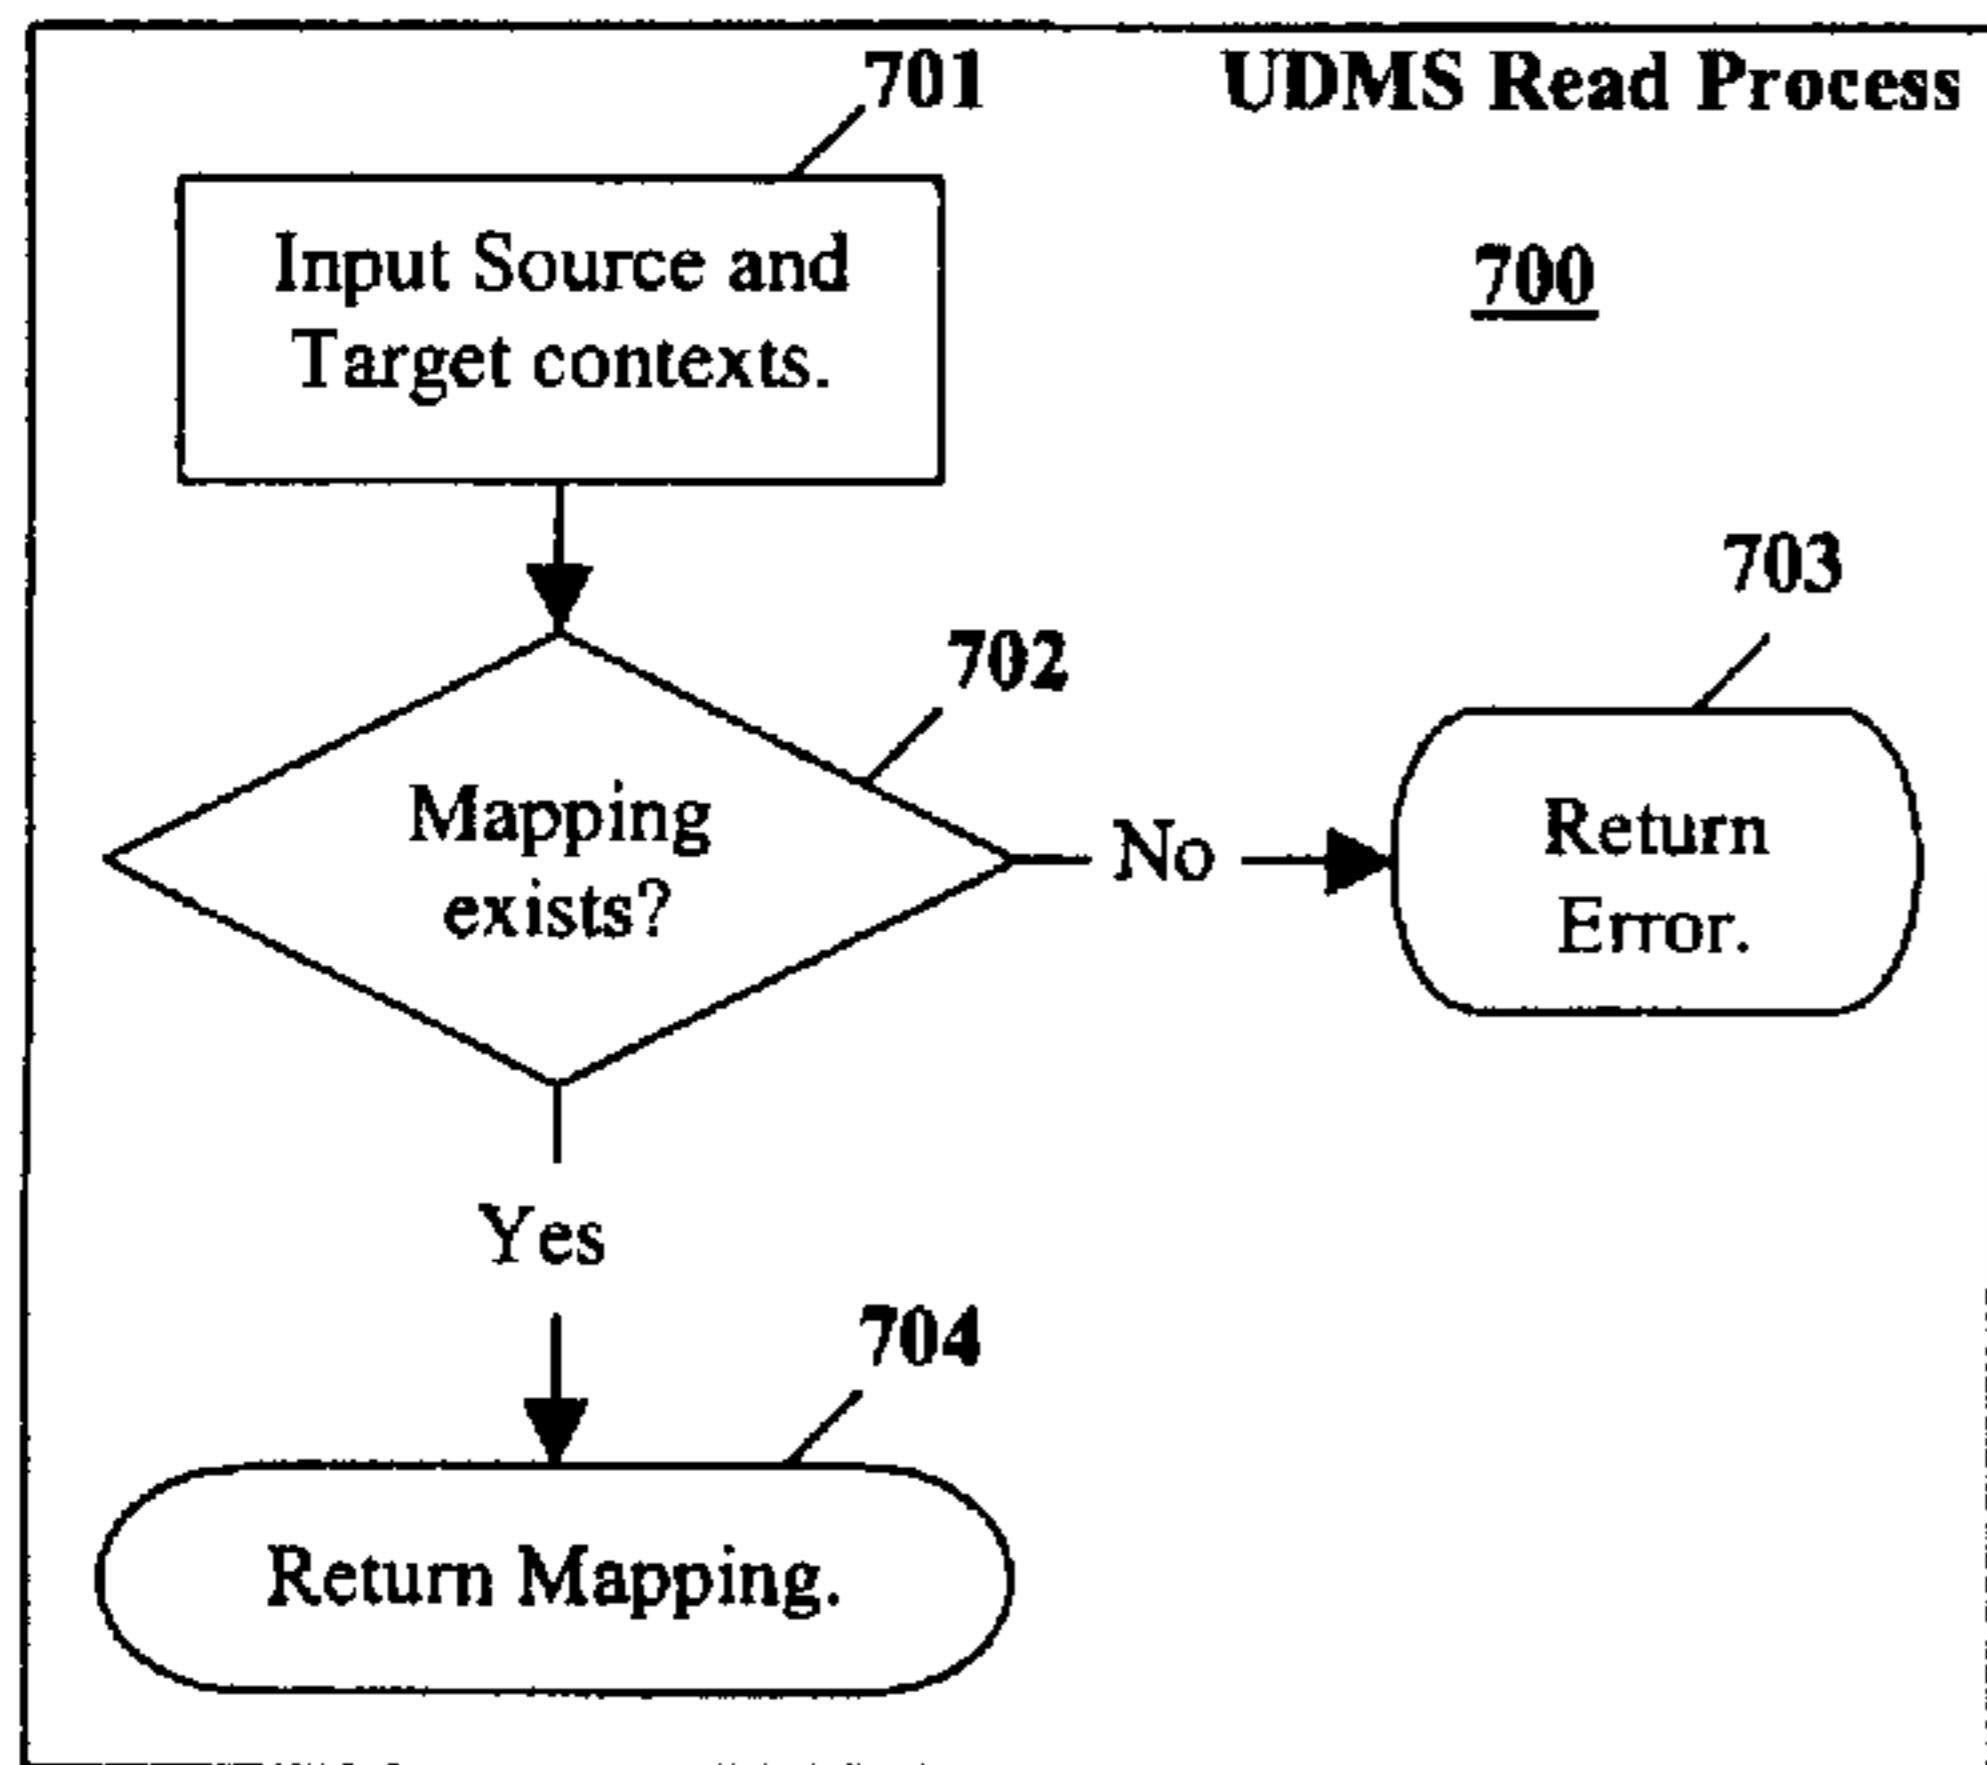 701
UDMS Read Process
Input Source and
Target contexts.
700
703
702
Mapping
exists?
No
Return
Error.
Yes
704
Return Mapping.